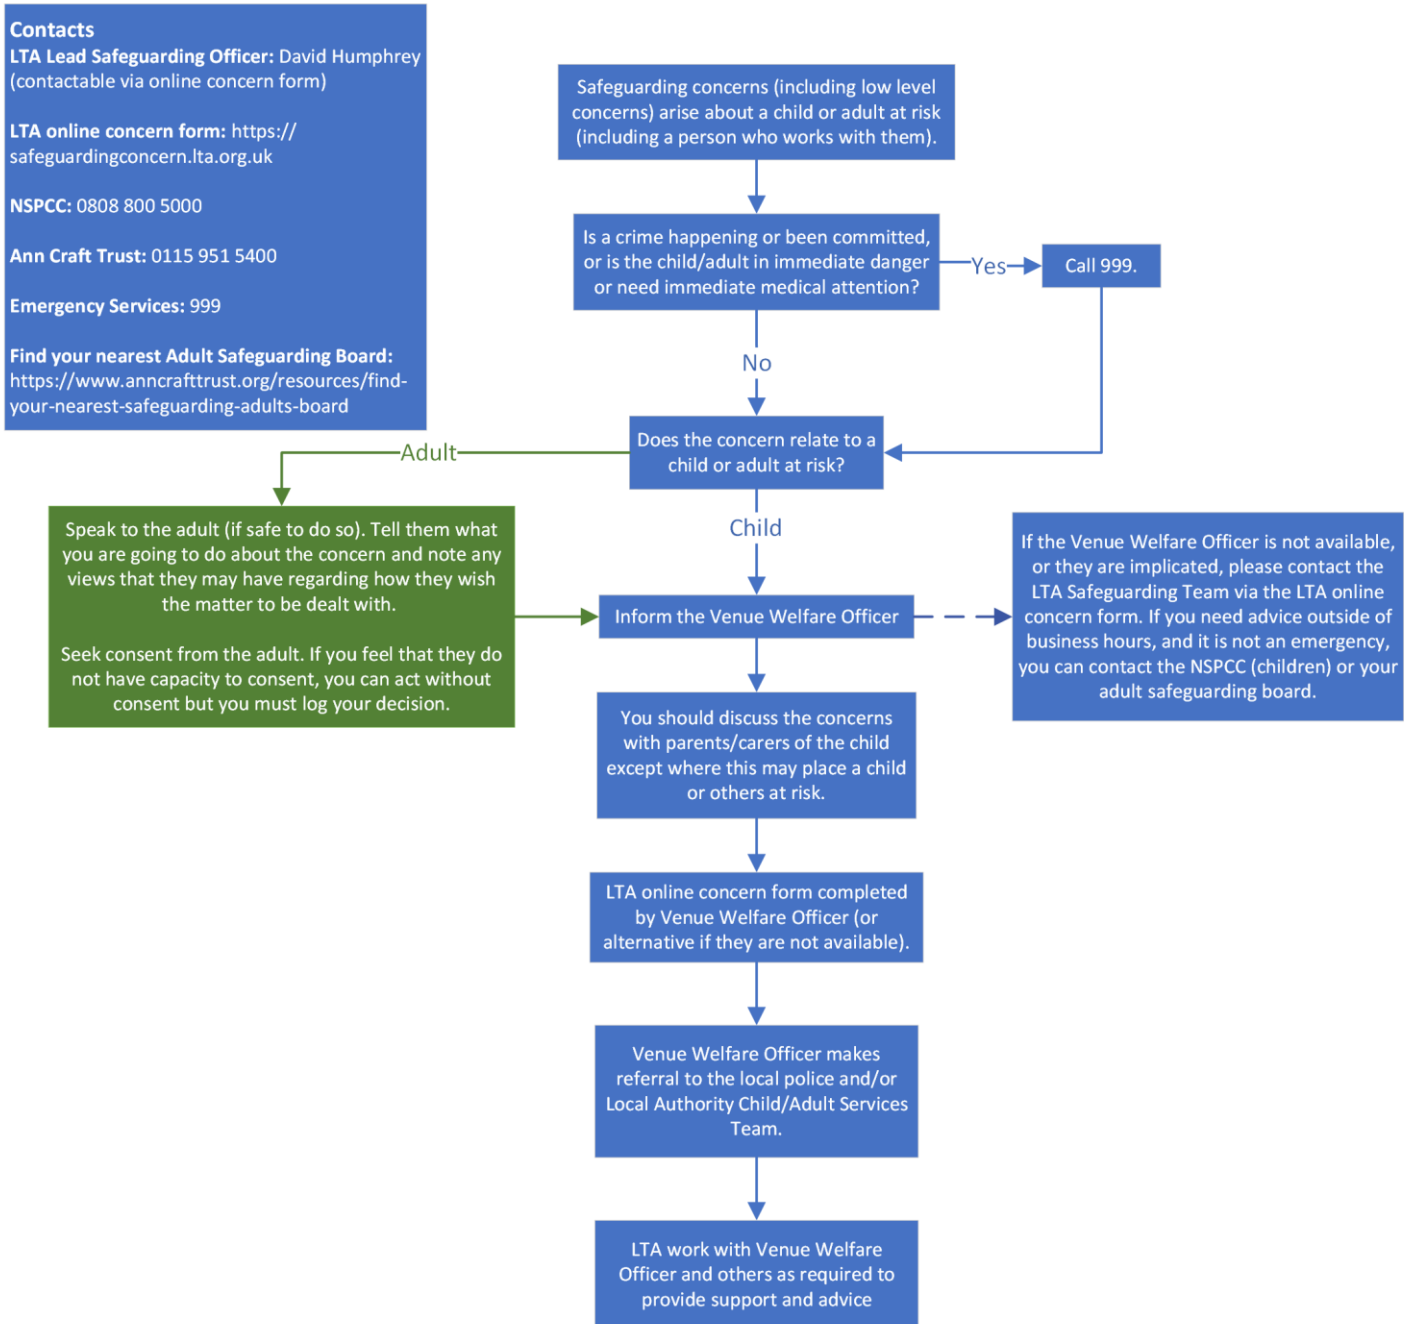 Contacts
LTA Lead Safeguarding Officer: David Humphrey
(contactable via online concern form)
LTA online concern form: https://
safeguardingconcern.lta.org.uk
NSPCC: 0808 800 5000
Ann Craft Trust: 0115 951 5400
Emergency Services: 999
Find your nearest Adult Safeguarding Board:
https://www.anncrafttrust.org/resources/find-
your-nearest-safeguarding-adults-board
Safeguarding concerns (including low level
concerns) arise about a child or adult at risk
(including a person who works with them).
Is a crime happening or been committed,
or is the child/adult in immediate danger
or need immediate medical attention?
Yes
Call 999.
No
Does the concern relate to a
child or adult at risk?
Adult
Speak to the adult (if safe to do so). Tell them what
you are going to do about the concern and note any
views that they may have regarding how they wish
the matter to be dealt with.
Seek consent from the adult. If you feel that they do
not have capacity to consent, you can act without
consent but you must log your decision.
Child
Inform the Venue Welfare Officer
If the Venue Welfare Officer is not available,
or they are implicated, please contact the
LTA Safeguarding Team via the LTA online
concern form. If you need advice outside of
business hours, and it is not an emergency,
you can contact the NSPCC (children) or your
adult safeguarding board.
You should discuss the concerns
with parents/carers of the child
except where this may place a child
or others at risk.
LTA online concern form completed
by Venue Welfare Officer (or
alternative if they are not available).
Venue Welfare Officer makes
referral to the local police and/or
Local Authority Child/Adult Services
Team.
LTA work with Venue Welfare
Officer and others as required to
provide support and advice